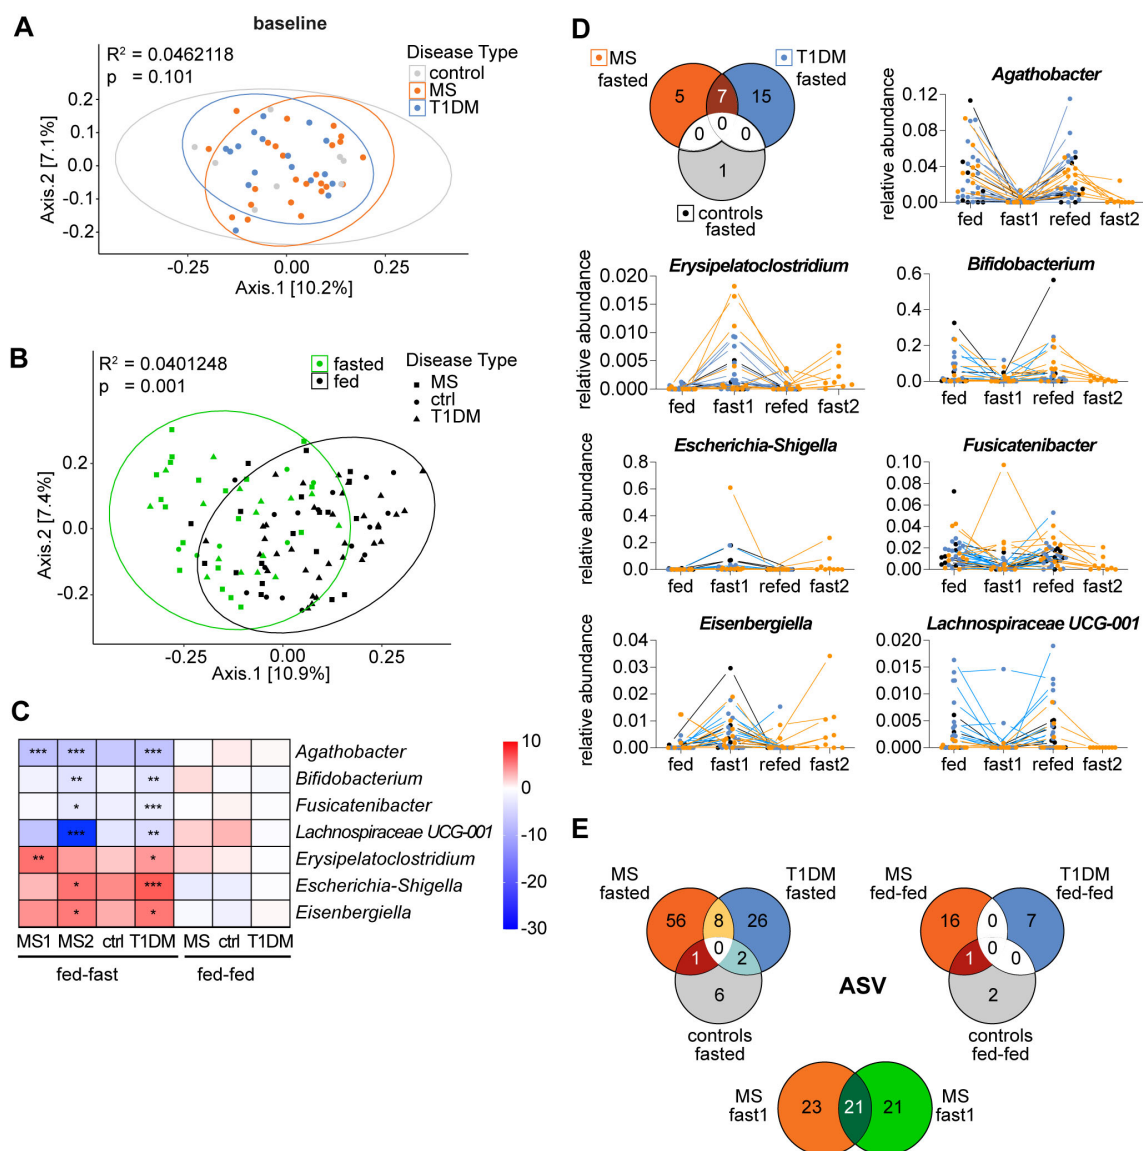 A
baseline
R² = 0.0462118
p = 0.101
Disease Type
control
MS
T1DM
0.2
0.1
0.0
-0.1
-0.2
Axis.2 [7.1%]
-0.25
0.00
0.25
Axis.1 [10.2%]
B
R² = 0.0401248
p = 0.001
fasted
fed
Disease Type
MS
ctrl
T1DM
0.2
0.0
-0.2
Axis.2 [7.4%]
-0.25
0.00
0.25
Axis.1 [10.9%]
C
*** *** *** Agathobacter
** ** Bifidobacterium
* *** Fusicatenibacter
*** ** Lachnospiraceae UCG-001
** * Erysipelatoclostridium
* *** Escherichia-Shigella
* * Eisenbergiella
MS1 MS2 ctrl T1DM MS ctrl T1DM
fed-fast fed-fed
10
0
-10
-20
-30
D
MS
fasted
T1DM
fasted
5 7 15
0 0 0
1
controls
fasted
Agathobacter
relative abundance
0.12
0.08
0.04
0.00
fed fast1 refed fast2
Erysipelatoclostridium
relative abundance
0.020
0.015
0.010
0.005
0.000
fed fast1 refed fast2
Bifidobacterium
relative abundance
0.6
0.4
0.2
0.0
fed fast1 refed fast2
Escherichia-Shigella
relative abundance
0.8
0.6
0.4
0.2
0.0
fed fast1 refed fast2
Fusicatenibacter
relative abundance
0.10
0.08
0.06
0.04
0.02
0.00
fed fast1 refed fast2
Eisenbergiella
relative abundance
0.04
0.03
0.02
0.01
0.00
fed fast1 refed fast2
Lachnospiraceae UCG-001
relative abundance
0.020
0.015
0.010
0.005
0.000
fed fast1 refed fast2
E
MS
fasted
T1DM
fasted
56 8 26
1 0 2
6
controls
fasted
ASV
MS
fed-fed
T1DM
fed-fed
16 0 7
1 0 0
2
controls
fed-fed
MS
fast1
23 21 21
MS
fast1